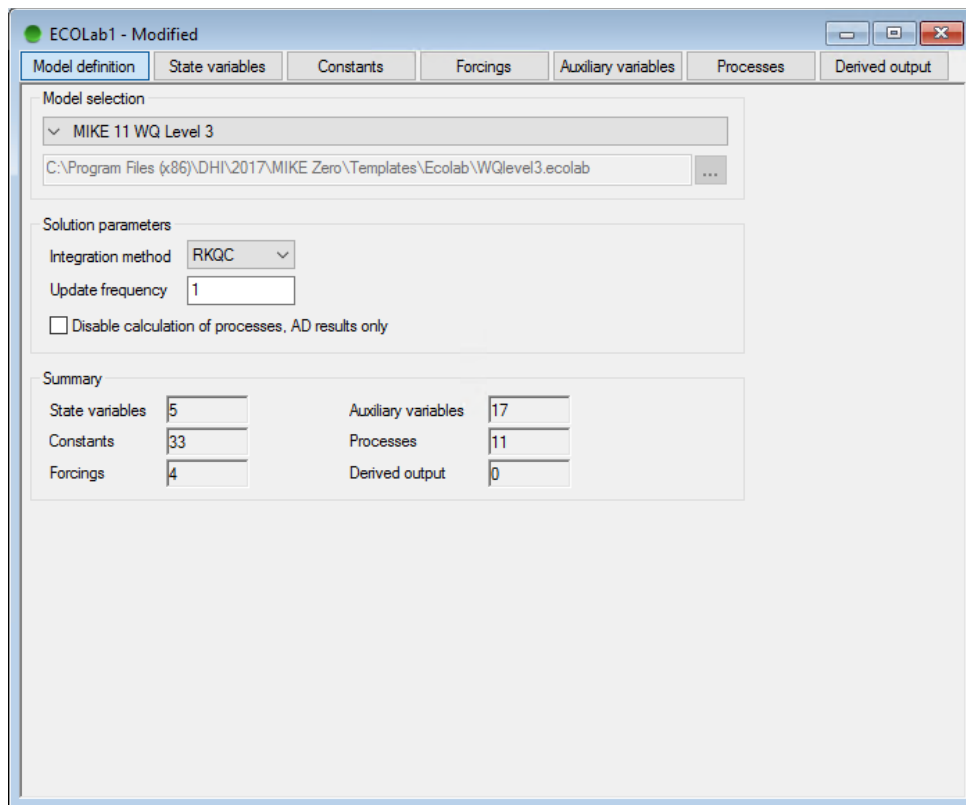 ECOLab1 - Modified
Model definition State variables Constants Forcings Auxiliary variables Processes Derived output
Model selection
MIKE 11 WQ Level 3
C:\Program Files (x86)\DHI\2017\MIKE Zero\Templates\Ecolab\WQlevel3.ecolab ...
Solution parameters
Integration method RKQC
Update frequency 1
Disable calculation of processes, AD results only
Summary
State variables 5 Auxiliary variables 17
Constants 33 Processes 11
Forcings 4 Derived output 0